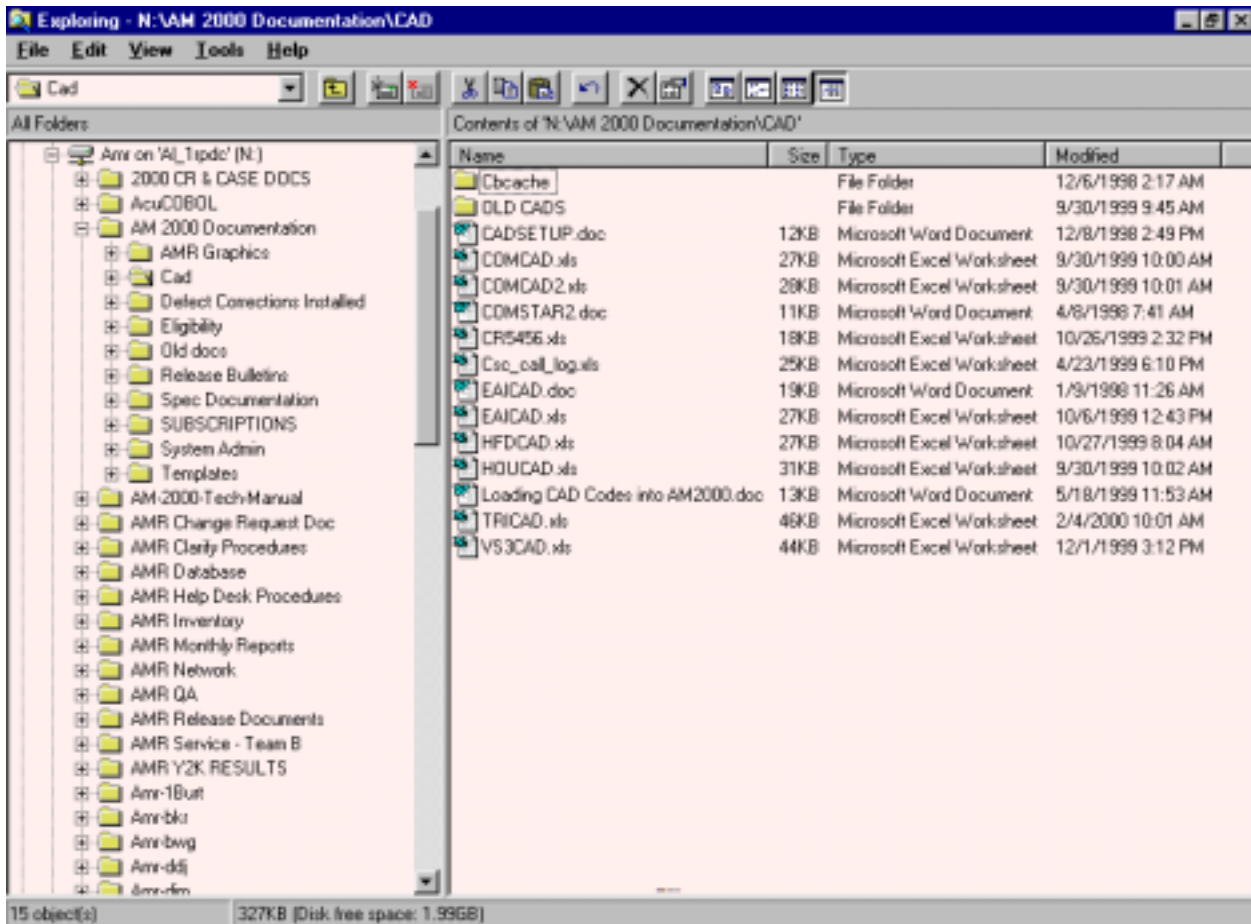 Exploring - N:\AM 2000 Documentation\CAD
File Edit View Tools Help
Cad
All Folders
Contents of 'N:\AM 2000 Documentation\CAD'
Amr on 'Al_1spdc' (N:)
2000 CR & CASE DOCS
AcuCOBOL
AM 2000 Documentation
AMR Graphics
Cad
Defect Corrections Installed
Eligibility
Old docs
Release Bulletins
Spec Documentation
SUBSCRIPTIONS
System Admin
Templates
AM-2000-Tech-Manual
AMR Change Request Doc
AMR Clarify Procedures
AMR Database
AMR Help Desk Procedures
AMR Inventory
AMR Monthly Reports
AMR Network
AMR QA
AMR Release Documents
AMR Service - Team B
AMR Y2K RESULTS
Amr-1Burt
Amr-bkr
Amr-bwg
Amr-ddj
Name Size Type Modified
Cbcache File Folder 12/6/1998 2:17 AM
OLD CADS File Folder 9/30/1999 9:45 AM
CADSETUP.doc 12KB Microsoft Word Document 12/8/1998 2:49 PM
COMCAD.xls 27KB Microsoft Excel Worksheet 9/30/1999 10:00 AM
COMCAD2.xls 28KB Microsoft Excel Worksheet 9/30/1999 10:01 AM
COMSTAR2.doc 11KB Microsoft Word Document 4/8/1998 7:41 AM
CR5456.xls 18KB Microsoft Excel Worksheet 10/26/1999 2:32 PM
Csc_call_log.xls 25KB Microsoft Excel Worksheet 4/23/1999 6:10 PM
EAICAD.doc 19KB Microsoft Word Document 1/9/1998 11:26 AM
EAICAD.xls 27KB Microsoft Excel Worksheet 10/6/1999 12:43 PM
HFDCAD.xls 27KB Microsoft Excel Worksheet 10/27/1999 8:04 AM
HOUCAD.xls 31KB Microsoft Excel Worksheet 9/30/1999 10:02 AM
Loading CAD Codes into AM2000.doc 13KB Microsoft Word Document 5/18/1999 11:53 AM
TRICAD.xls 46KB Microsoft Excel Worksheet 2/4/2000 10:01 AM
VS3CAD.xls 44KB Microsoft Excel Worksheet 12/1/1999 3:12 PM
15 object(s) 327KB (Disk free space: 1.99GB)